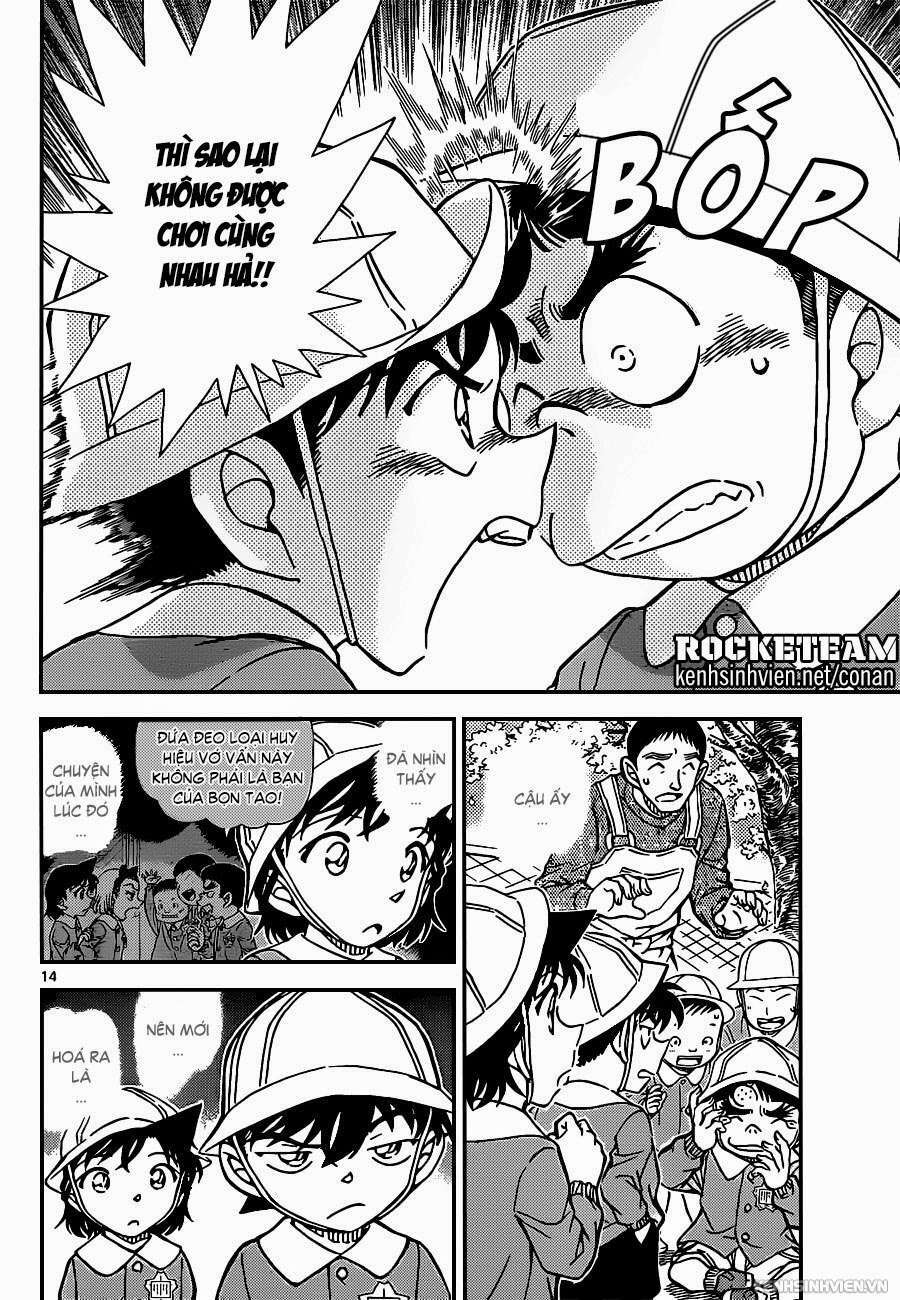 THÌ SAO LẠI
KHÔNG ĐƯỢC
CHƠI CÙNG
NHAU HẢ!!
BỐP
ROCKETEAM
kenhsinhvien.net/conan
CẬU ẤY
...
ĐÃ NHÌN
THẤY
...
ĐỨA ĐEO LOẠI HUY
HIỆU VỚ VẨN NÀY
KHÔNG PHẢI LÀ BẠN
CỦA BỌN TAO!
CHUYỆN
CỦA MÌNH
LÚC ĐÓ
...
14
NÊN MỚI
...
HOÁ RA
LÀ
...
KENHSINHVIEN.VN